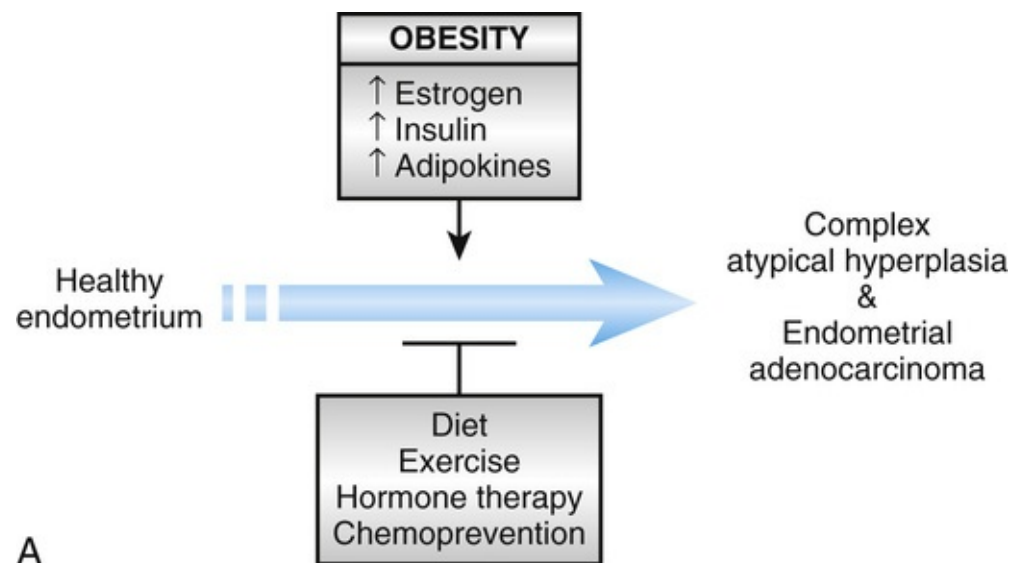 OBESITY
↑ Estrogen
↑ Insulin
↑ Adipokines
Healthy
endometrium
Complex
atypical hyperplasia
&
Endometrial
adenocarcinoma
Diet
Exercise
Hormone therapy
Chemoprevention
A